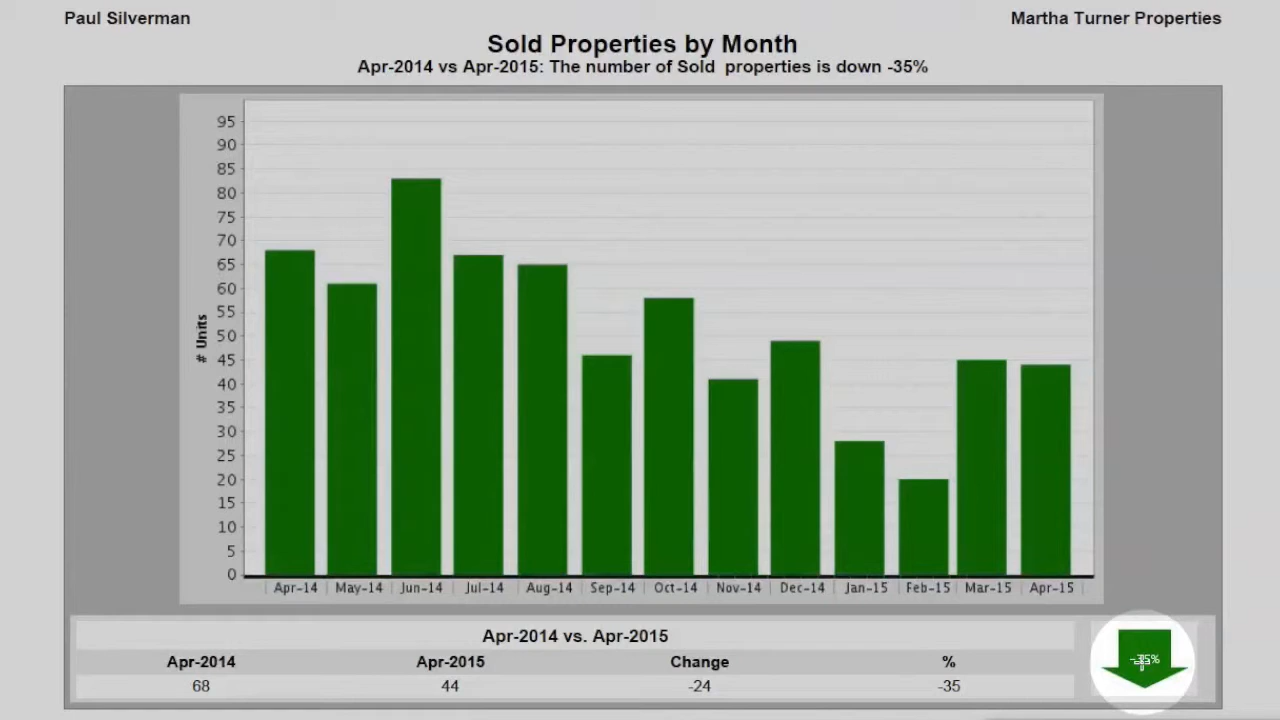 Paul Silverman
Martha Turner Properties
Sold Properties by Month
Apr-2014 vs Apr-2015: The number of Sold properties is down -35%
95
90
85
80
75
70
65
60
55
50
45
40
35
30
25
20
15
10
5
0
# Units
Apr-14 May-14 Jun-14 Jul-14 Aug-14 Sep-14 Oct-14 Nov-14 Dec-14 Jan-15 Feb-15 Mar-15 Apr-15
Apr-2014 vs. Apr-2015
Apr-2014 Apr-2015 Change %
68 44 -24 -35
-35%